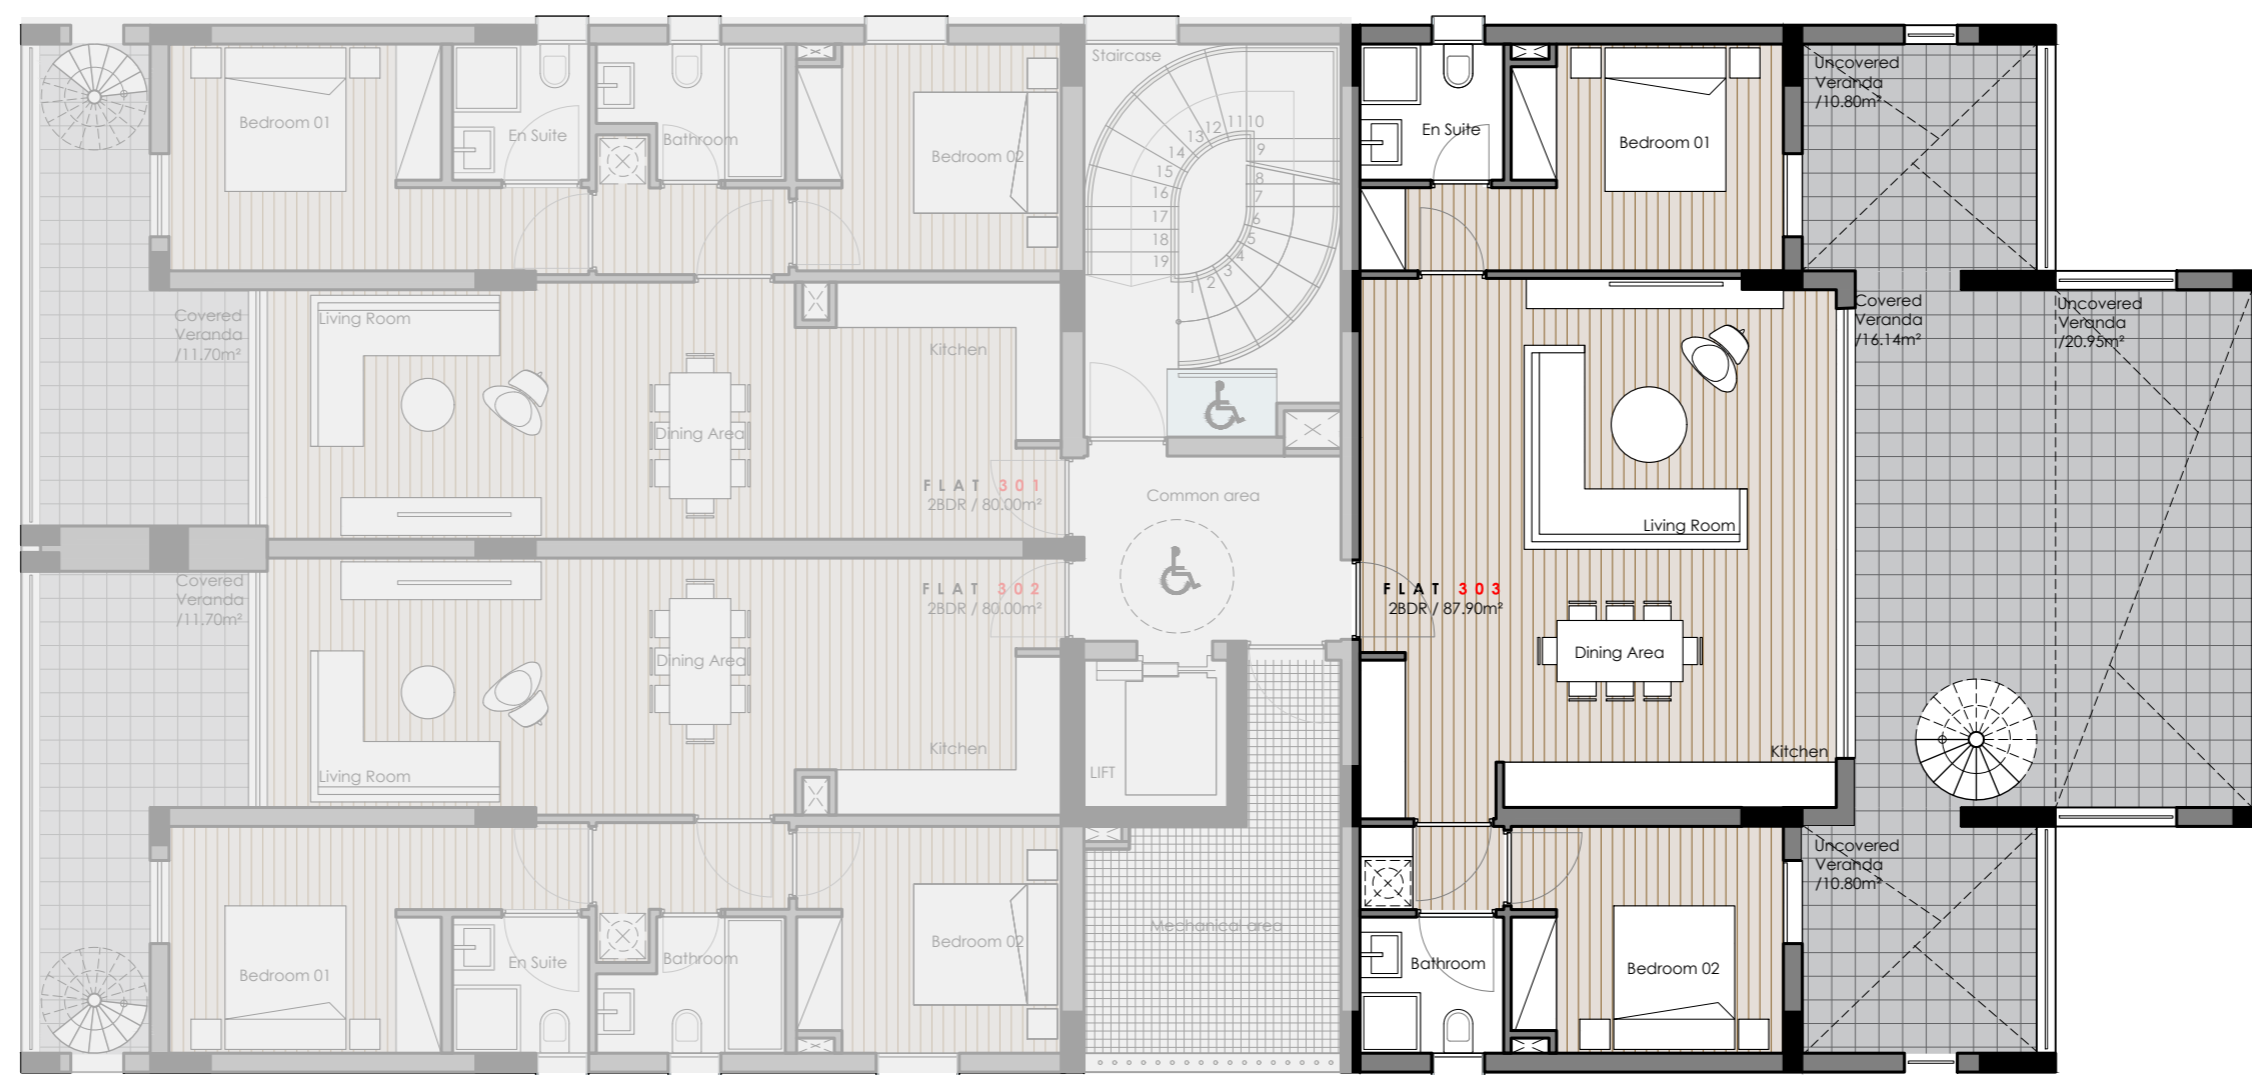 Bedroom 01
En Suite
Bathroom
Bedroom 02
Staircase
1
2
3
4
5
6
7
8
9
10
11
12
13
14
15
16
17
18
19
En Suite
Bedroom 01
Uncovered
Veranda
/10.80m²
Covered
Veranda
/11.70m²
Living Room
Dining Area
Kitchen
FLAT 301
2BDR / 80.00m²
Common area
Covered
Veranda
/16.14m²
Uncovered
Veranda
/20.95m²
Living Room
FLAT 303
2BDR / 87.90m²
Dining Area
Kitchen
Covered
Veranda
/11.70m²
FLAT 302
2BDR / 80.00m²
Dining Area
Living Room
Kitchen
LIFT
Bedroom 01
En Suite
Bathroom
Bedroom 02
Mechanical area
Bathroom
Bedroom 02
Uncovered
Veranda
/10.80m²